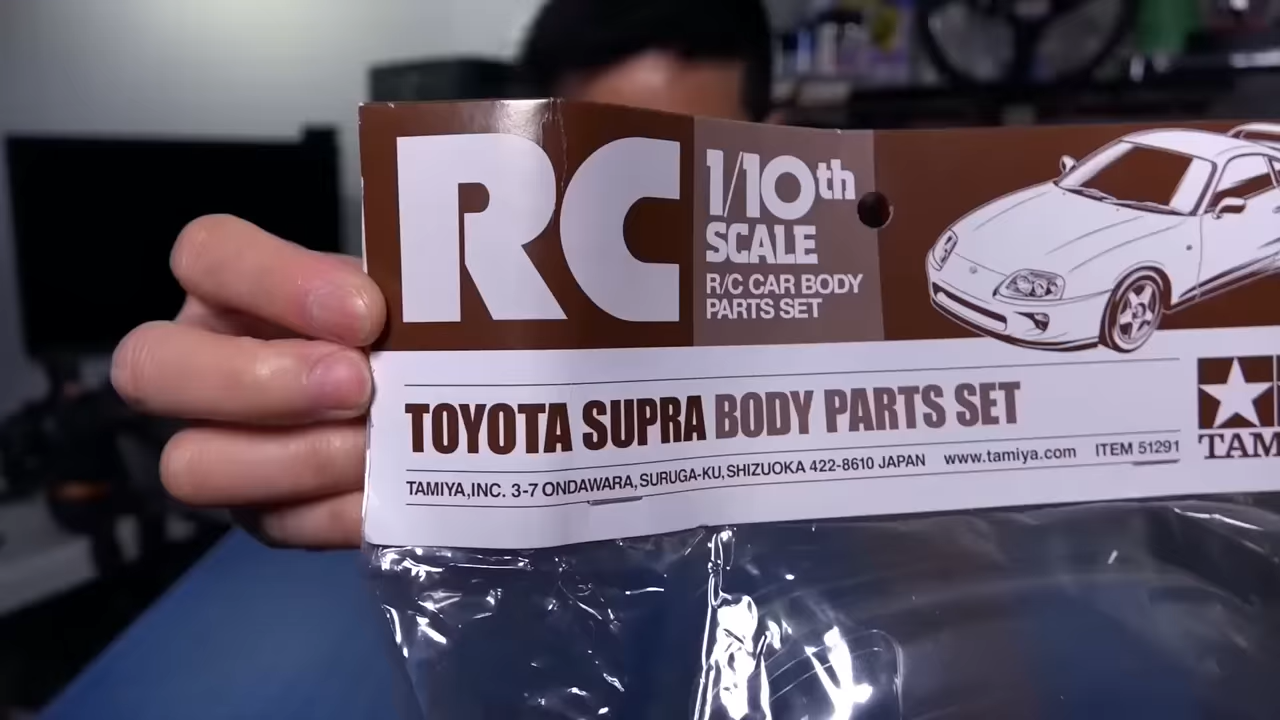 RC
1/10th
SCALE
R/C CAR BODY
PARTS SET
TOYOTA SUPRA BODY PARTS SET
TAMIYA,INC. 3-7 ONDAWARA, SURUGA-KU, SHIZUOKA 422-8610 JAPAN www.tamiya.com ITEM 51291
TAM